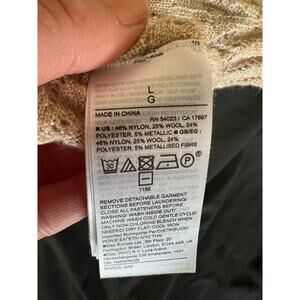 L
G
MADE IN CHINA
RN 54023 / CA 17897
■ US : 46% NYLON, 25% WOOL, 24%
POLYESTER, 5% METALLIC ■ GB/EG :
46% NYLON, 25% WOOL, 24%
POLYESTER, 5% METALLISED FIBRE
30
P
1156
REMOVE DETACHABLE GARMENT
SECTIONS BEFORE LAUNDERING/
CLOSE ALL FASTENERS BEFORE
WASHING/ WASH INSIDE OUT/
MACHINE WASH COLD GENTLE CYCLE/
ONLY NON-CHLORINE BLEACH WHEN
NEEDED/ DRY FLAT/ COOL IRON